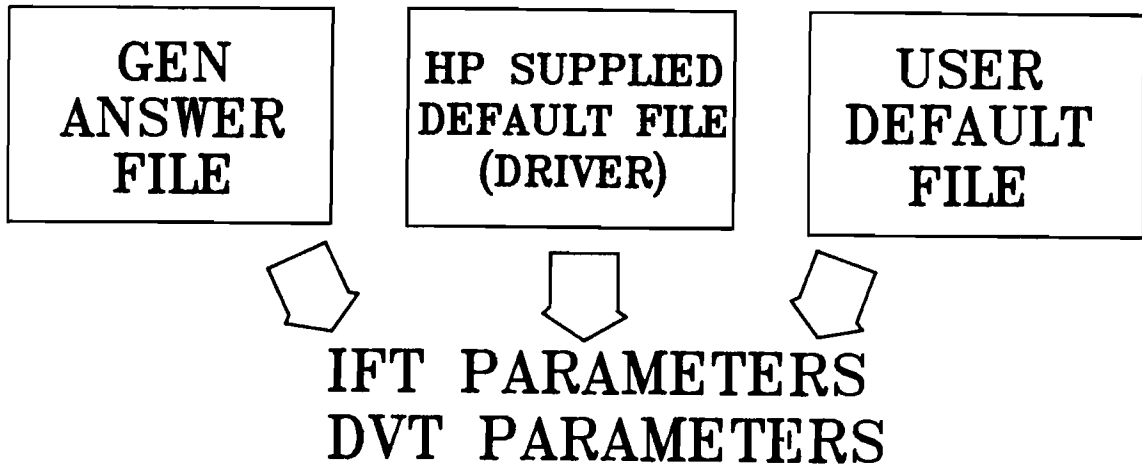 GEN
ANSWER
FILE
HP SUPPLIED
DEFAULT FILE
(DRIVER)
USER
DEFAULT
FILE
IFT PARAMETERS
DVT PARAMETERS